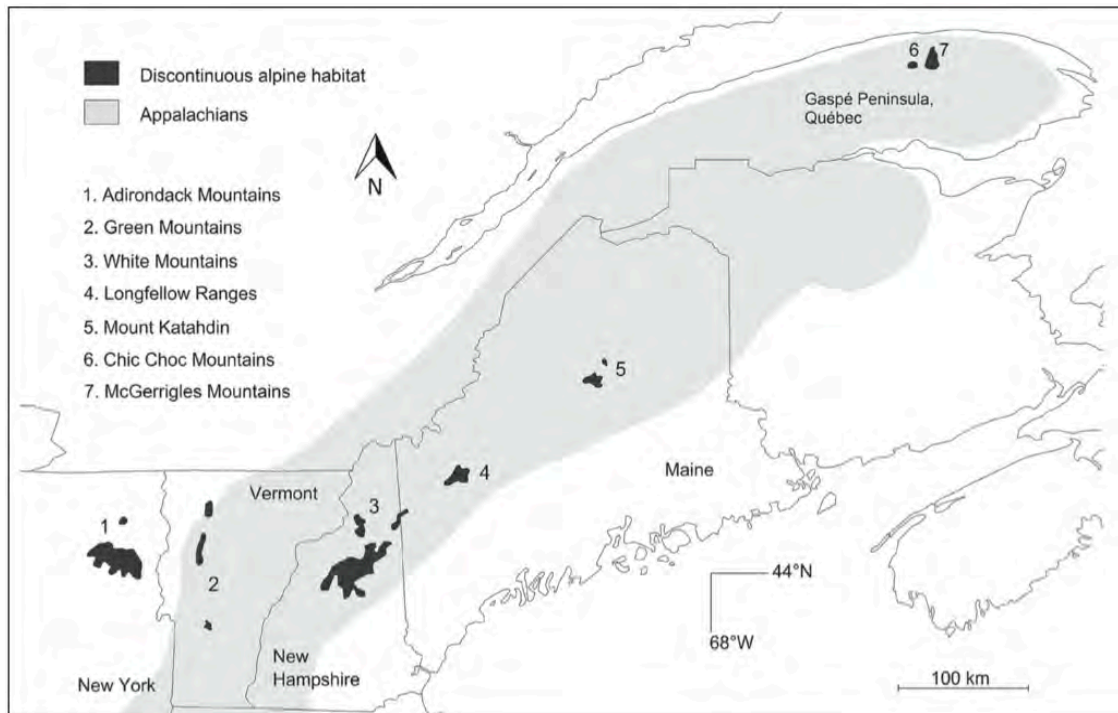 Discontinuous alpine habitat
Appalachians
N
1. Adirondack Mountains
2. Green Mountains
3. White Mountains
4. Longfellow Ranges
5. Mount Katahdin
6. Chic Choc Mountains
7. McGerrigles Mountains
6 7
Gaspé Peninsula,
Québec
5
4
Maine
Vermont
3
1
2
44°N
68°W
New
Hampshire
New York
100 km